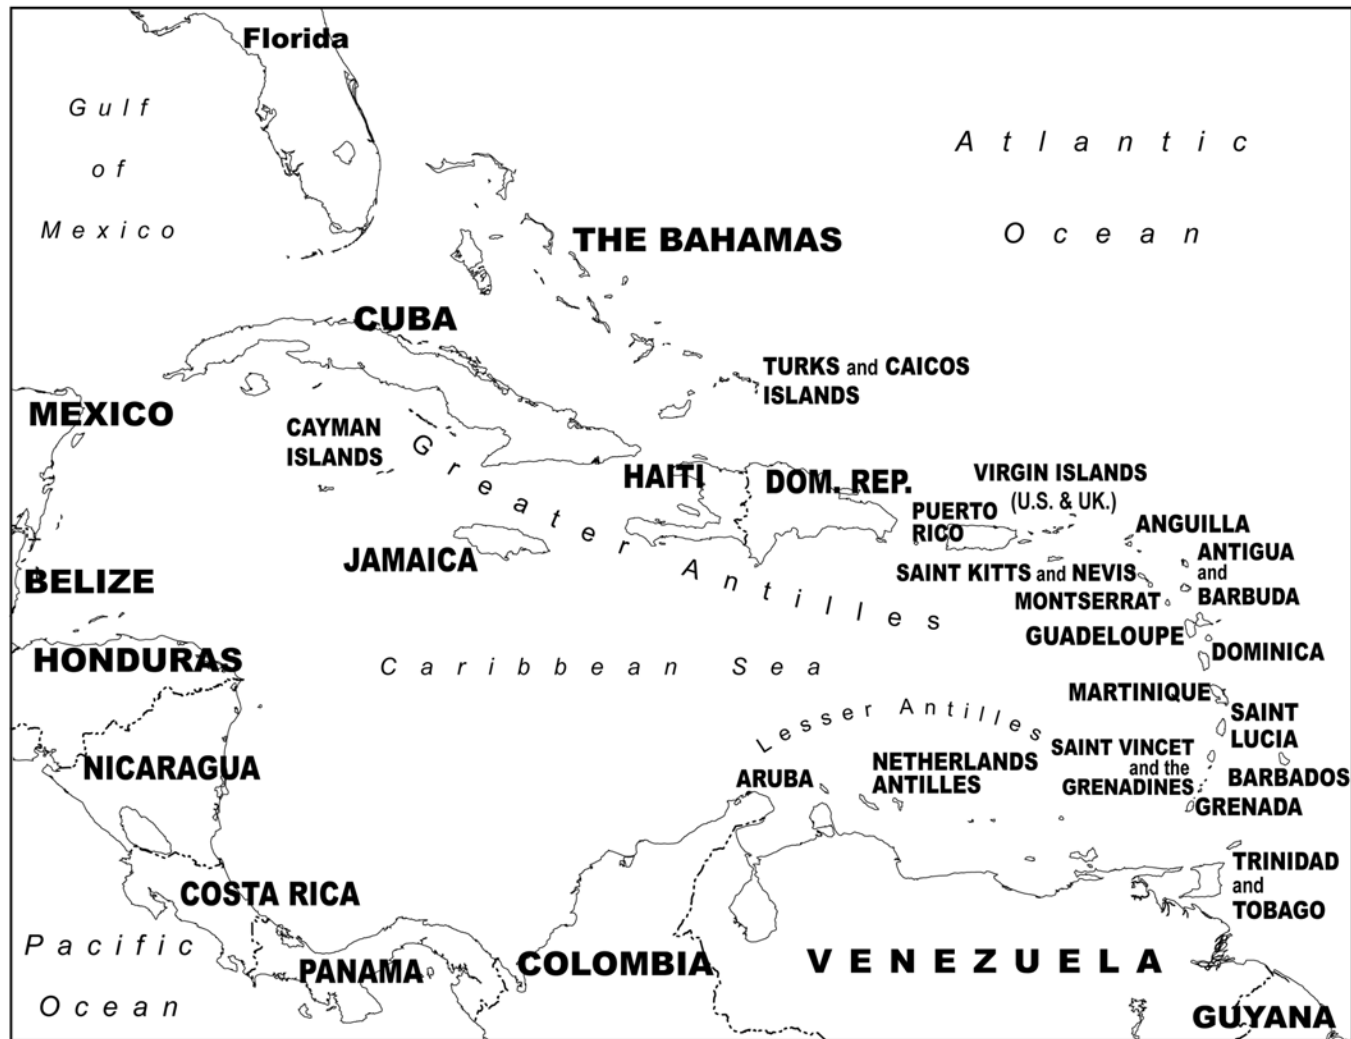 Florida
Gulf
of
Mexico
Atlantic
Ocean
THE BAHAMAS
CUBA
TURKS and CAICOS
ISLANDS
MEXICO
CAYMAN
ISLANDS
Greater Antilles
HAITI
DOM. REP.
VIRGIN ISLANDS
(U.S. & UK.)
PUERTO
RICO
ANGUILLA
JAMAICA
ANTIGUA
and
BARBUDA
SAINT KITTS and NEVIS
BELIZE
MONTSERRAT
GUADELOUPE
HONDURAS
DOMINICA
Caribbean Sea
MARTINIQUE
Lesser Antilles
SAINT
LUCIA
SAINT VINCET
and the
GRENADINES
NETHERLANDS
ANTILLES
NICARAGUA
ARUBA
BARBADOS
GRENADA
TRINIDAD
and
TOBAGO
COSTA RICA
Pacific
Ocean
PANAMA
COLOMBIA
VENEZUELA
GUYANA